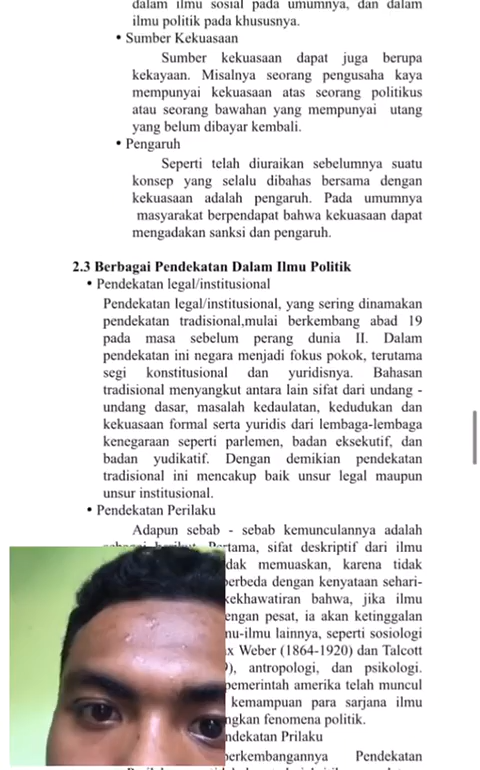 dalam ilmu sosial pada umumnya, dan dalam
ilmu politik pada khususnya.
• Sumber Kekuasaan
Sumber kekuasaan dapat juga berupa
kekayaan. Misalnya seorang pengusaha kaya
mempunyai kekuasaan atas seorang politikus
atau seorang bawahan yang mempunyai utang
yang belum dibayar kembali.
• Pengaruh
Seperti telah diuraikan sebelumnya suatu
konsep yang selalu dibahas bersama dengan
kekuasaan adalah pengaruh. Pada umumnya
masyarakat berpendapat bahwa kekuasaan dapat
mengadakan sanksi dan pengaruh.
2.3 Berbagai Pendekatan Dalam Ilmu Politik
• Pendekatan legal/institusional
Pendekatan legal/institusional, yang sering dinamakan
pendekatan tradisional,mulai berkembang abad 19
pada masa sebelum perang dunia II. Dalam
pendekatan ini negara menjadi fokus pokok, terutama
segi konstitusional dan yuridisnya. Bahasan
tradisional menyangkut antara lain sifat dari undang -
undang dasar, masalah kedaulatan, kedudukan dan
kekuasaan formal serta yuridis dari lembaga-lembaga
kenegaraan seperti parlemen, badan eksekutif, dan
badan yudikatif. Dengan demikian pendekatan
tradisional ini mencakup baik unsur legal maupun
unsur institusional.
• Pendekatan Perilaku
Adapun sebab - sebab kemunculannya adalah
sifat deskriptif dari ilmu
memuaskan, karena tidak
dengan kenyataan sehari-
bahwa, jika ilmu
pesat, ia akan ketinggalan
lainnya, seperti sosiologi
Weber (1864-1920) dan Talcott
antropologi, dan psikologi.
pemerintah amerika telah muncul
kemampuan para sarjana ilmu
fenomena politik.
Prilaku
Pendekatan